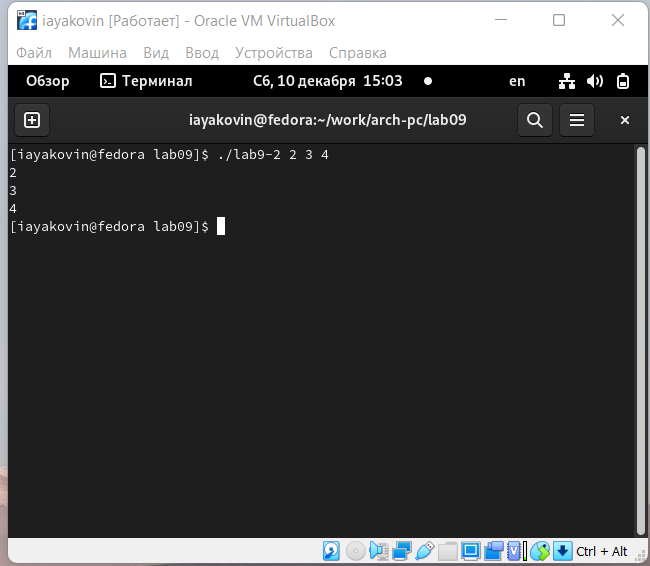 iayakovin [Работает] - Oracle VM VirtualBox
Файл Машина Вид Ввод Устройства Справка
Обзор Терминал Сб, 10 декабря 15:03 en
iayakovin@fedora:~/work/arch-pc/lab09
[iayakovin@fedora lab09]$ ./lab9-2 2 3 4
2
3
4
[iayakovin@fedora lab09]$
Ctrl + Alt